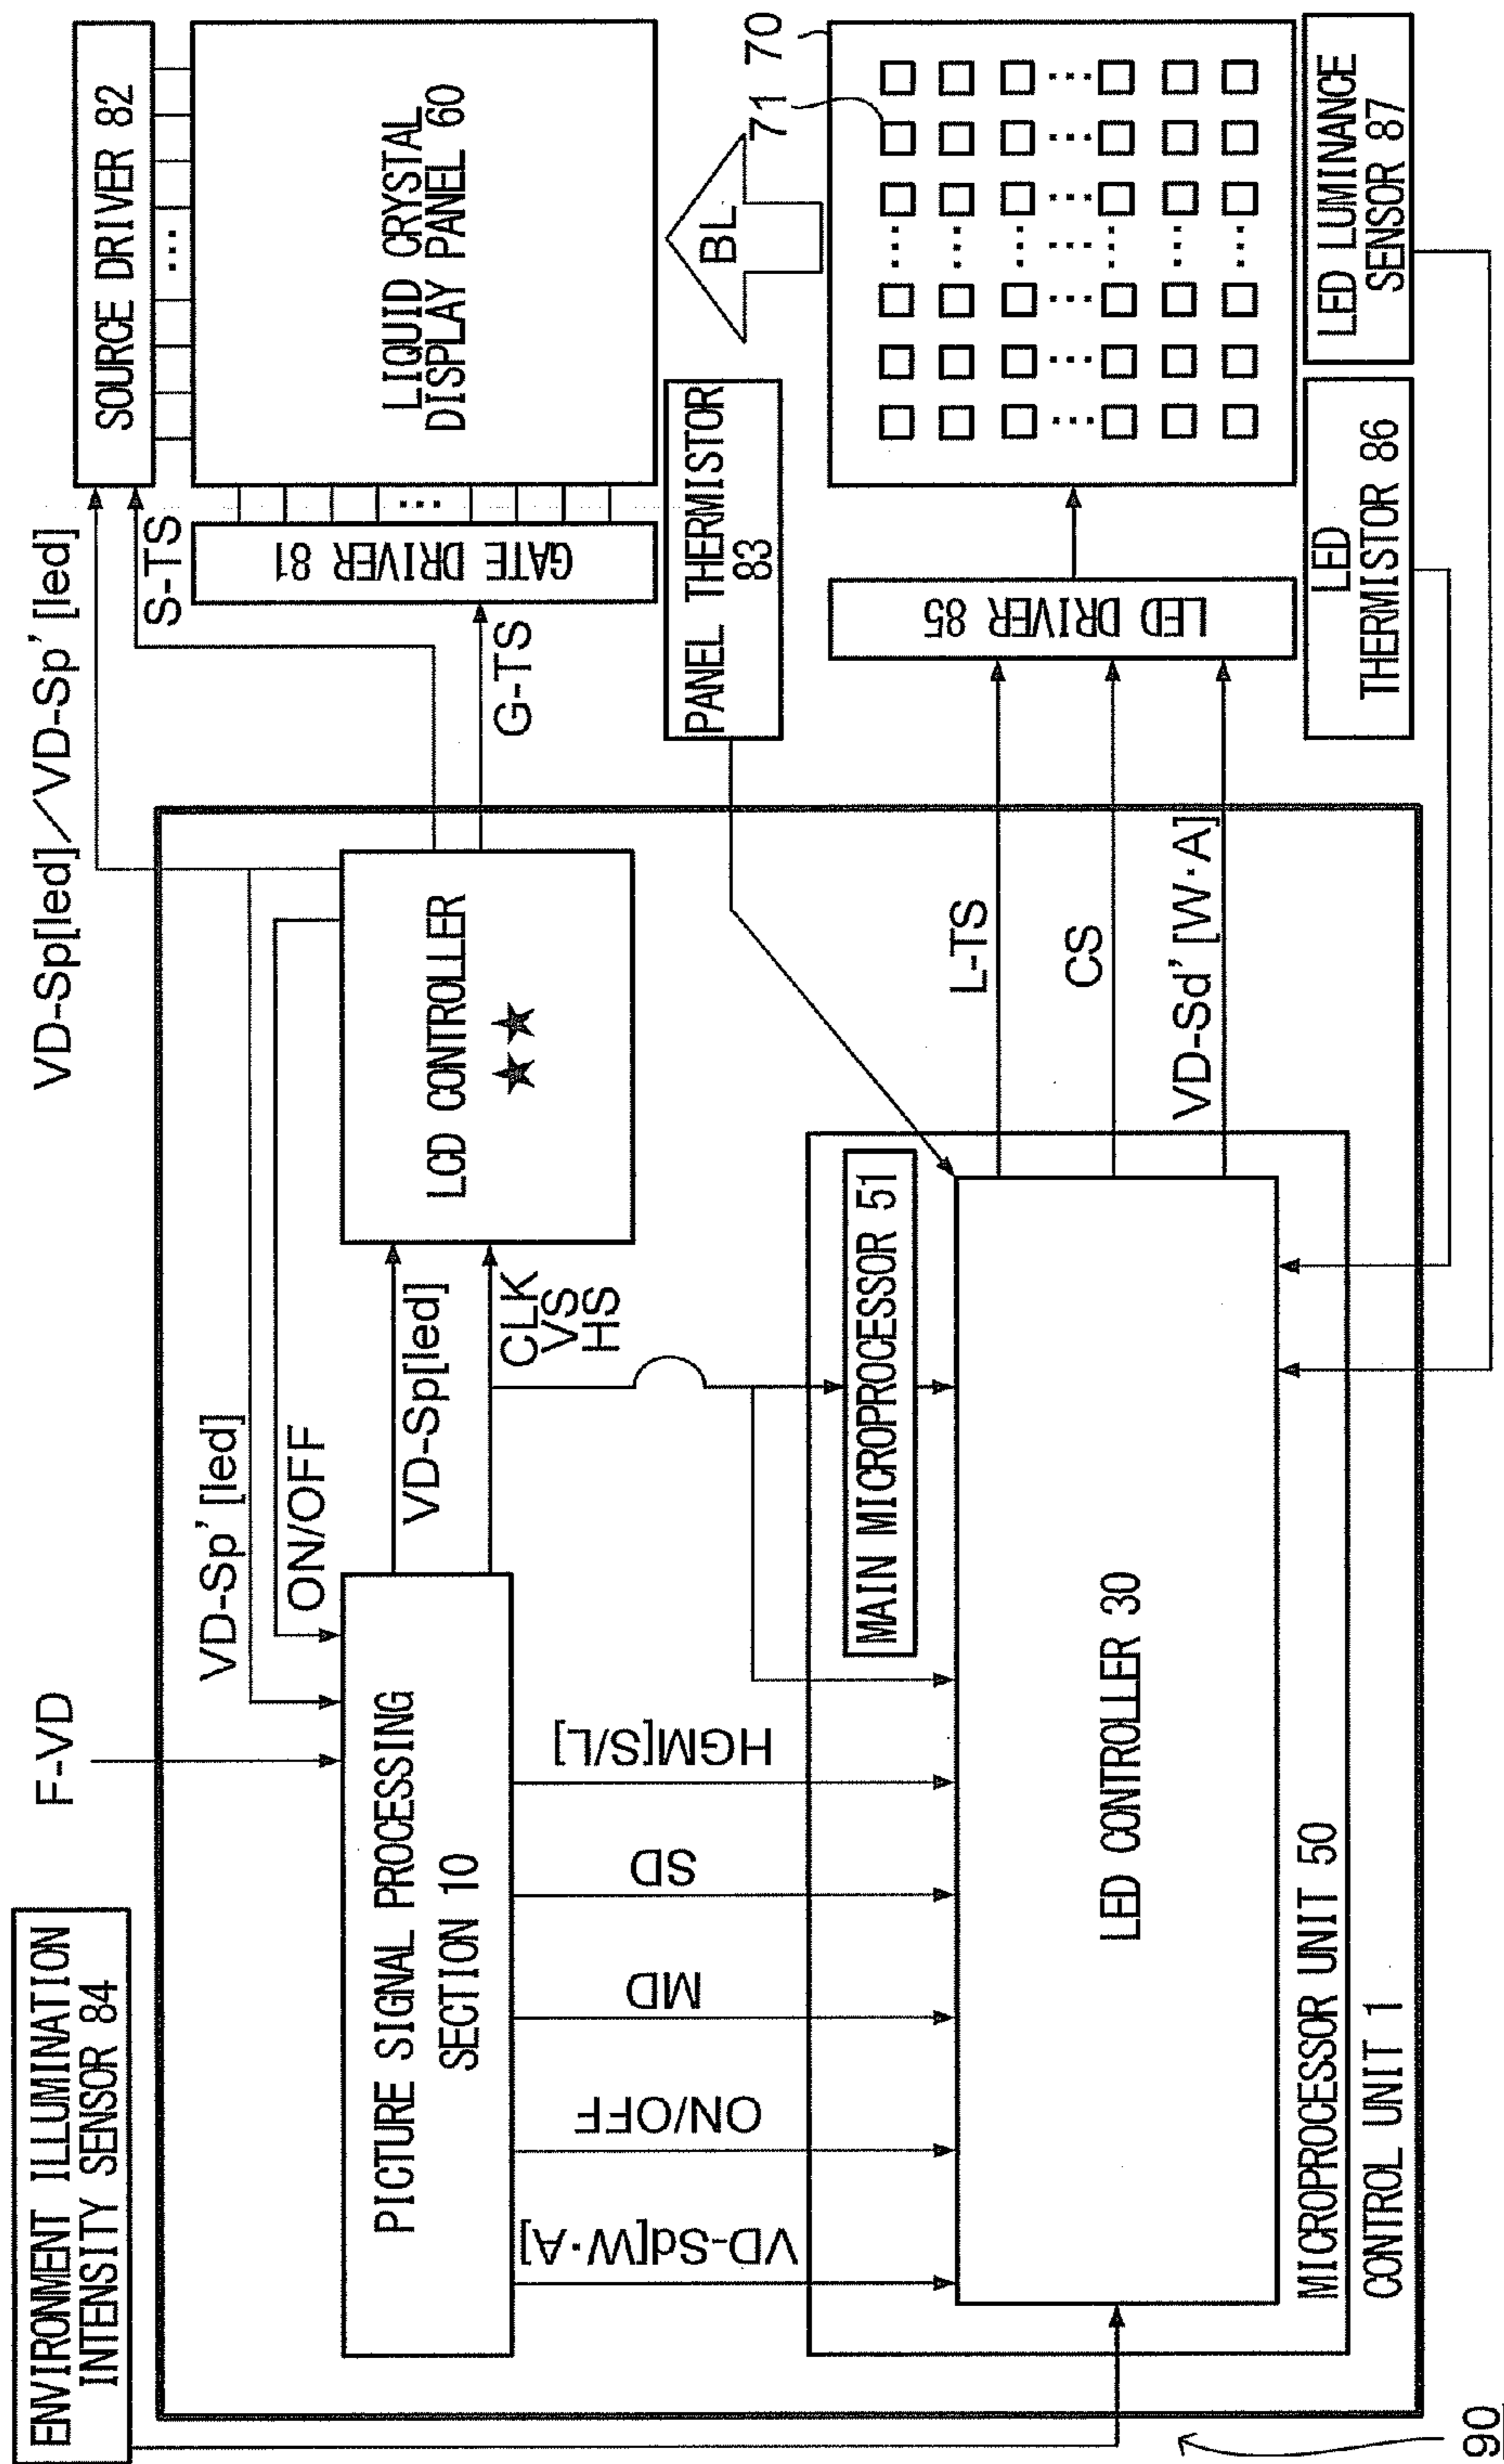 ENVIRONMENT ILLUMINATION
INTENSITY SENSOR 84
F-VD
VD-Sp[led]/VD-Sp' [led]
S-TS
SOURCE DRIVER 82
VD-Sp' [led]
ON/OFF
PICTURE SIGNAL PROCESSING
SECTION 10
VD-Sp[led]
CLK
VS
HS
LCD CONTROLLER
★★
G-TS
GATE DRIVER 81
LIQUID CRYSTAL
DISPLAY PANEL 60
PANEL THERMISTOR
83
BL
VD-Sd[W·A]
ON/OFF
MD
SD
HGM[S/L]
MAIN MICROPROCESSOR 51
LED CONTROLLER 30
L-TS
CS
VD-Sd' [W·A]
LED DRIVER 85
71
70
MICROPROCESSOR UNIT 50
CONTROL UNIT 1
LED
THERMISTOR 86
LED LUMINANCE
SENSOR 87
90